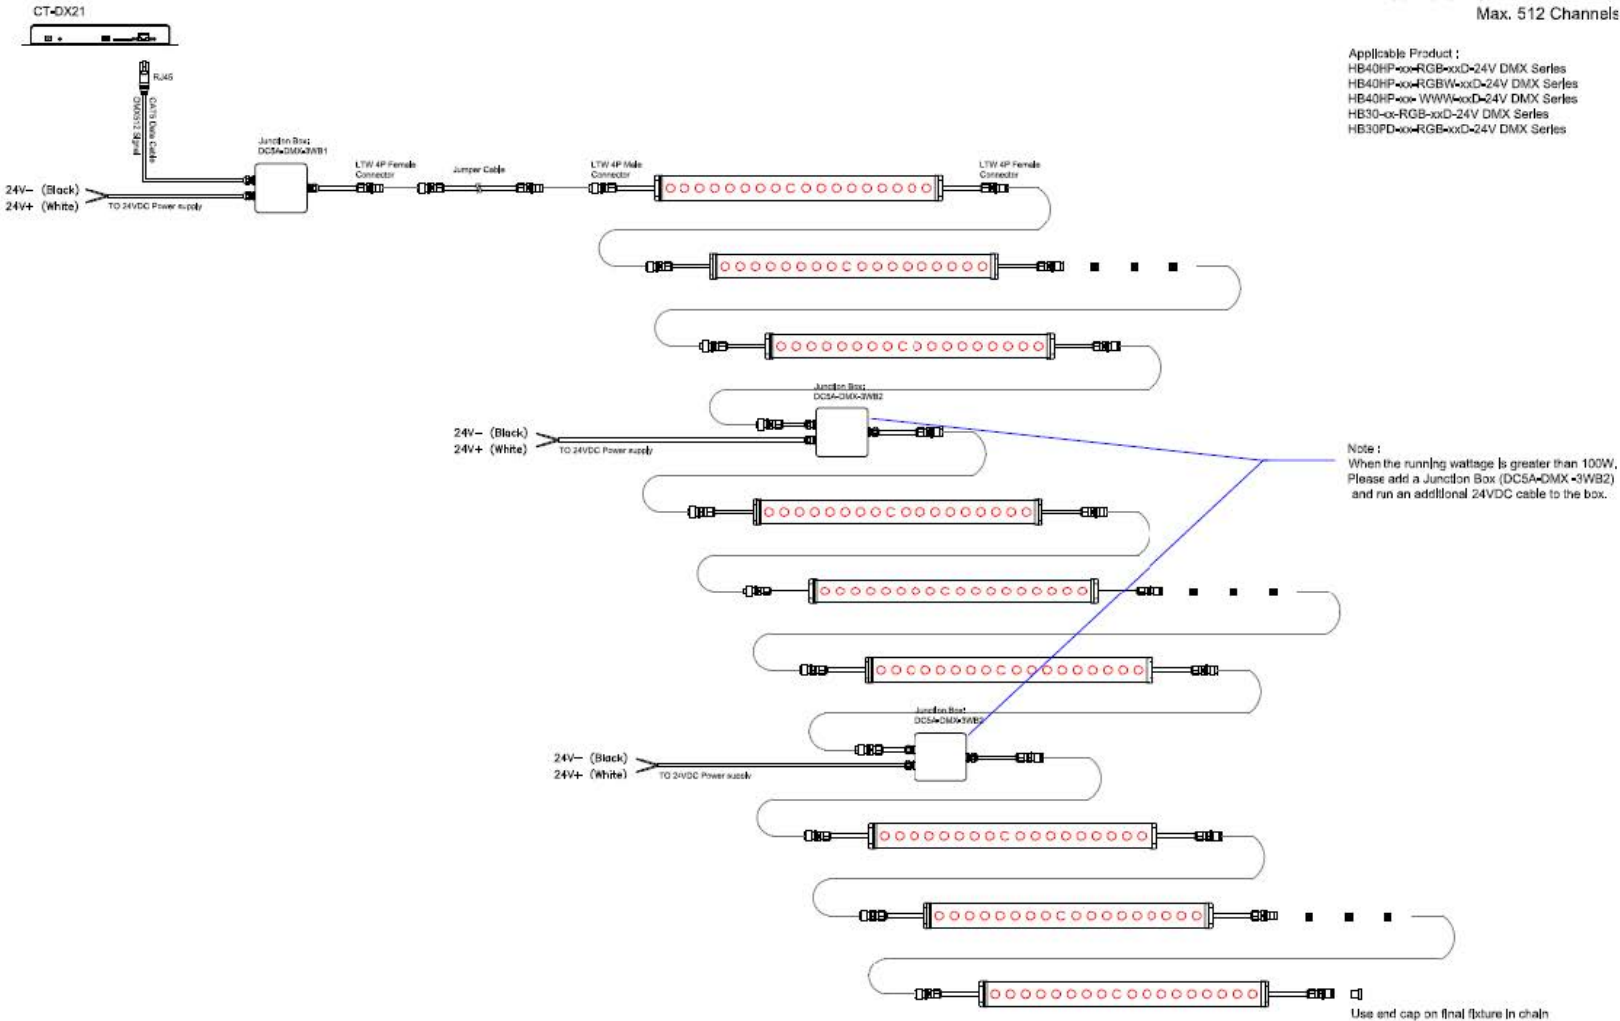 CT-DX21
Max. 512 Channels
Applicable Product :
HB40HP-xx-RGB-xxD-24V DMX Series
HB40HP-xx-RGBW-xxD-24V DMX Series
HB40HP-xx- WWW-xxD-24V DMX Series
HB30-xx-RGB-xxD-24V DMX Series
HB30PD-xx-RGB-xxD-24V DMX Series
RJ45
CAT5 Data Cable
DMX512 Signal
Junction Box:
DC5A-DMX-3WB1
24V- (Black)
24V+ (White)
TO 24VDC Power supply
LTW 4P Female
Connector
Jumper Cable
LTW 4P Male
Connector
LTW 4P Female
Connector
Junction Box:
DC5A-DMX-3WB2
24V- (Black)
24V+ (White)
TO 24VDC Power supply
Note :
When the running wattage is greater than 100W,
Please add a Junction Box (DC5A-DMX -3WB2)
and run an additional 24VDC cable to the box.
Junction Box:
DC5A-DMX-3WB2
24V- (Black)
24V+ (White)
TO 24VDC Power supply
Use end cap on final fixture in chain